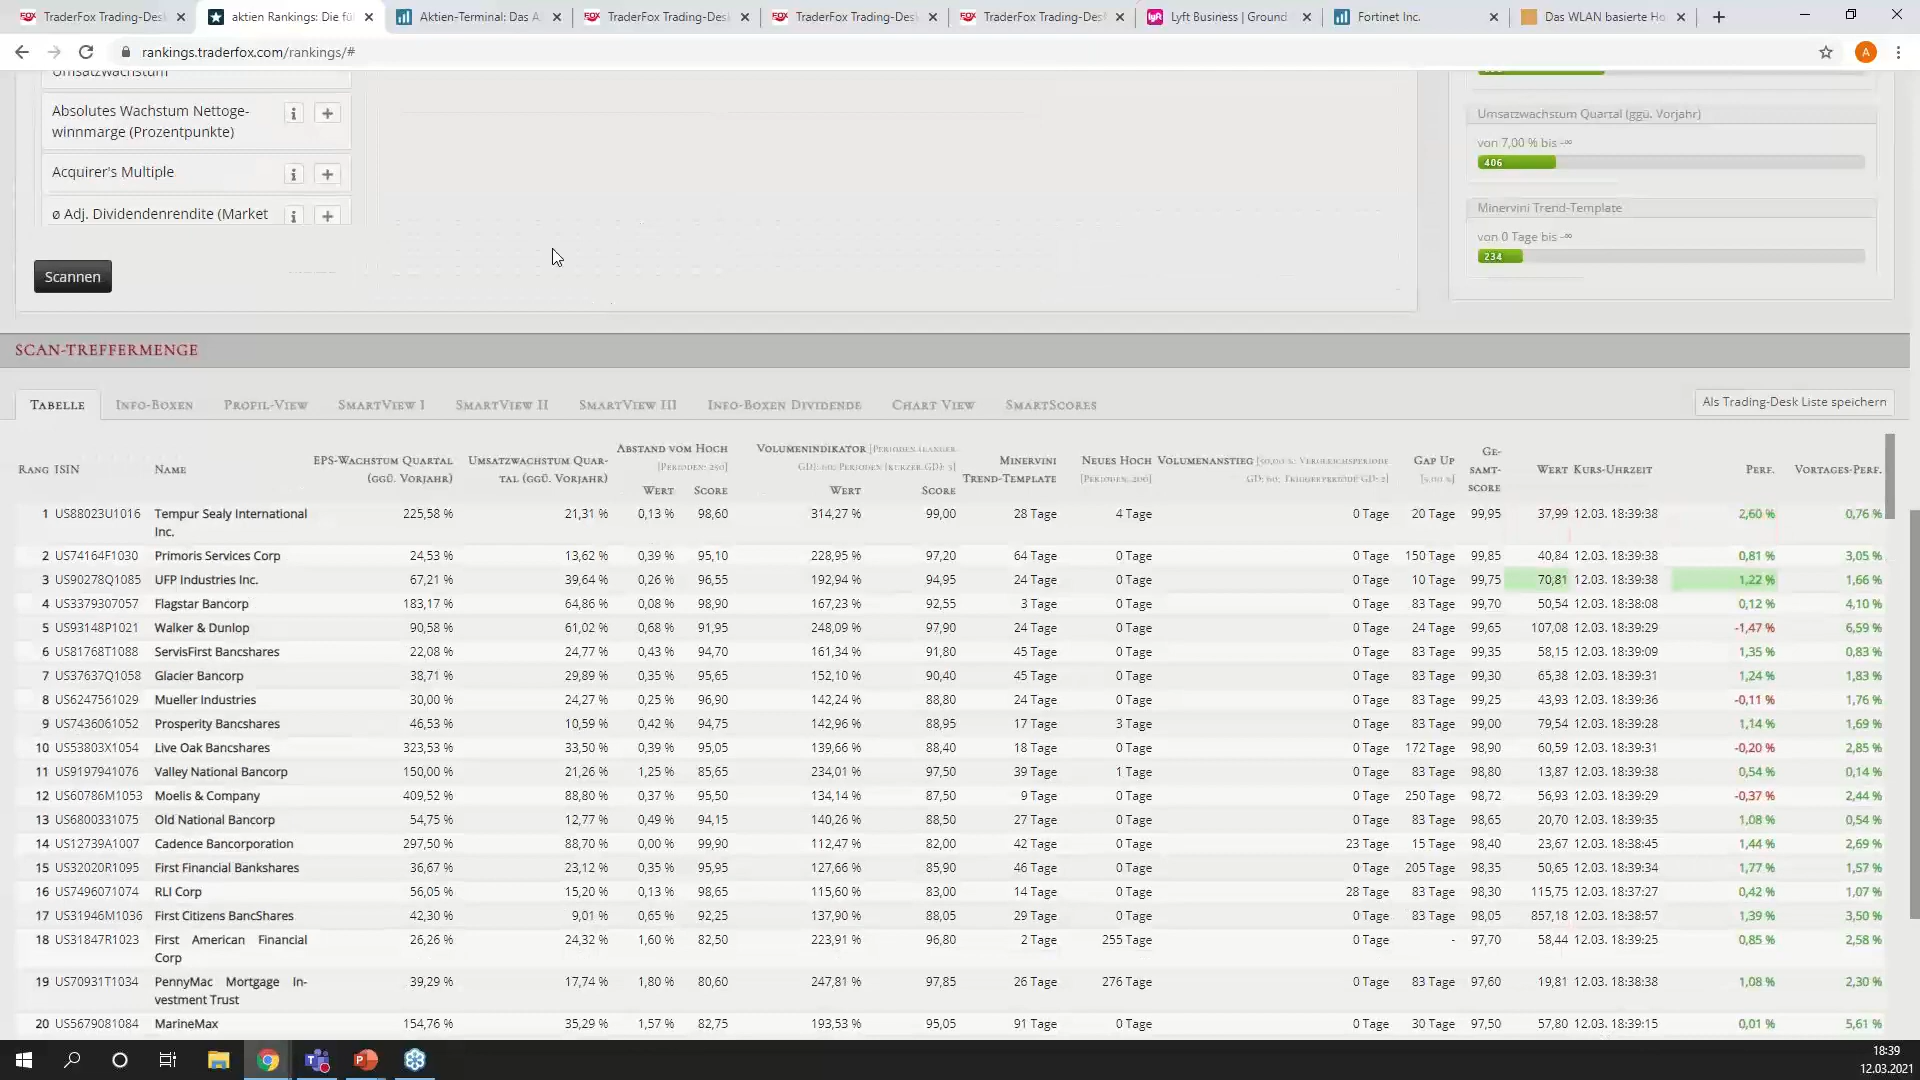 TraderFox Trading-Desk
aktien Rankings: Die fü
Aktien-Terminal: Das A
TraderFox Trading-Desk
TraderFox Trading-Desk
TraderFox Trading-Desk
Lyft Business | Ground
Fortinet Inc.
Das WLAN basierte Ho
rankings.traderfox.com/rankings/#
A
Umsatzwachstum
Absolutes Wachstum Nettoge-
winnmarge (Prozentpunkte)
Acquirer's Multiple
ø Adj. Dividendenrendite (Market
Scannen
Umsatzwachstum Quartal (ggü. Vorjahr)
von 7,00 % bis -∞
406
Minervini Trend-Template
von 0 Tage bis -∞
234
SCAN-TREFFERMENGE
TABELLE INFO-BOXEN PROFIL-VIEW SMARTVIEW I SMARTVIEW II SMARTVIEW III INFO-BOXEN DIVIDENDE CHART VIEW SMARTSCORES
Als Trading-Desk Liste speichern
RANG ISIN NAME
EPS-WACHSTUM QUARTAL
(GGÜ. VORJAHR)
UMSATZWACHSTUM QUAR-
TAL (GGÜ. VORJAHR)
ABSTAND VOM HOCH
[PERIODEN: 250]
WERT SCORE
VOLUMENINDIKATOR [PERIODEN (LANGER
GD): 60; PERIODEN (KURZER GD): 3]
WERT SCORE
MINERVINI
TREND-TEMPLATE
NEUES HOCH
[PERIODEN: 200]
VOLUMENANSTIEG [50,00 %; VERGLEICHSPERIODE
GD: 60; TRIGGERPERIODE GD: 2]
GAP UP
[5,00 %]
GE-
SAMT-
SCORE
WERT KURS-UHRZEIT PERF. VORTAGES-PERF.
1 US88023U1016 Tempur Sealy International 225,58 % 21,31 % 0,13 % 98,60 314,27 % 99,00 28 Tage 4 Tage 0 Tage 20 Tage 99,95 37,99 12.03. 18:39:38 2,60 % 0,76 %
Inc.
2 US74164F1030 Primoris Services Corp 24,53 % 13,62 % 0,39 % 95,10 228,95 % 97,20 64 Tage 0 Tage 0 Tage 150 Tage 99,85 40,84 12.03. 18:39:38 0,81 % 3,05 %
3 US90278Q1085 UFP Industries Inc. 67,21 % 39,64 % 0,26 % 96,55 192,94 % 94,95 24 Tage 0 Tage 0 Tage 10 Tage 99,75 70,81 12.03. 18:39:38 1,22 % 1,66 %
4 US3379307057 Flagstar Bancorp 183,17 % 64,86 % 0,08 % 98,90 167,23 % 92,55 3 Tage 0 Tage 0 Tage 83 Tage 99,70 50,54 12.03. 18:38:08 0,12 % 4,10 %
5 US93148P1021 Walker & Dunlop 90,58 % 61,02 % 0,68 % 91,95 248,09 % 97,90 24 Tage 0 Tage 0 Tage 24 Tage 99,65 107,08 12.03. 18:39:29 -1,47 % 6,59 %
6 US81768T1088 ServisFirst Bancshares 22,08 % 24,77 % 0,43 % 94,70 161,34 % 91,80 45 Tage 0 Tage 0 Tage 83 Tage 99,35 58,15 12.03. 18:39:09 1,35 % 0,83 %
7 US37637Q1058 Glacier Bancorp 38,71 % 29,89 % 0,35 % 95,65 152,10 % 90,40 45 Tage 0 Tage 0 Tage 83 Tage 99,30 65,38 12.03. 18:39:31 1,24 % 1,83 %
8 US6247561029 Mueller Industries 30,00 % 24,27 % 0,25 % 96,90 142,24 % 88,80 24 Tage 0 Tage 0 Tage 83 Tage 99,25 43,93 12.03. 18:39:36 -0,11 % 1,76 %
9 US7436061052 Prosperity Bancshares 46,53 % 10,59 % 0,42 % 94,75 142,96 % 88,95 17 Tage 3 Tage 0 Tage 83 Tage 99,00 79,54 12.03. 18:39:28 1,14 % 1,69 %
10 US53803X1054 Live Oak Bancshares 323,53 % 33,50 % 0,39 % 95,05 139,66 % 88,40 18 Tage 0 Tage 0 Tage 172 Tage 98,90 60,59 12.03. 18:39:31 -0,20 % 2,85 %
11 US9197941076 Valley National Bancorp 150,00 % 21,26 % 1,25 % 85,65 234,01 % 97,50 39 Tage 1 Tage 0 Tage 83 Tage 98,80 13,87 12.03. 18:39:38 0,54 % 0,14 %
12 US60786M1053 Moelis & Company 409,52 % 88,80 % 0,37 % 95,50 134,14 % 87,50 9 Tage 0 Tage 0 Tage 250 Tage 98,72 56,93 12.03. 18:39:29 -0,37 % 2,44 %
13 US6800331075 Old National Bancorp 54,75 % 12,77 % 0,49 % 94,15 140,26 % 88,50 27 Tage 0 Tage 0 Tage 83 Tage 98,65 20,70 12.03. 18:39:35 1,08 % 0,54 %
14 US12739A1007 Cadence Bancorporation 297,50 % 88,70 % 0,00 % 99,90 112,47 % 82,00 42 Tage 0 Tage 23 Tage 15 Tage 98,40 23,67 12.03. 18:38:45 1,44 % 2,69 %
15 US32020R1095 First Financial Bankshares 36,67 % 23,12 % 0,35 % 95,95 127,66 % 85,90 46 Tage 0 Tage 0 Tage 205 Tage 98,35 50,65 12.03. 18:39:34 1,77 % 1,57 %
16 US7496071074 RLI Corp 56,05 % 15,20 % 0,13 % 98,65 115,60 % 83,00 14 Tage 0 Tage 28 Tage 83 Tage 98,30 115,75 12.03. 18:37:27 0,42 % 1,07 %
17 US31946M1036 First Citizens BancShares 42,30 % 9,01 % 0,65 % 92,25 137,90 % 88,05 29 Tage 0 Tage 0 Tage 83 Tage 98,05 857,18 12.03. 18:38:57 1,39 % 3,50 %
18 US31847R1023 First American Financial 26,26 % 24,32 % 1,60 % 82,50 223,91 % 96,80 2 Tage 255 Tage 0 Tage - 97,70 58,44 12.03. 18:39:25 0,85 % 2,58 %
Corp
19 US70931T1034 PennyMac Mortgage In- 39,29 % 17,74 % 1,80 % 80,60 247,81 % 97,85 26 Tage 276 Tage 0 Tage 83 Tage 97,60 19,81 12.03. 18:38:38 1,08 % 2,30 %
vestment Trust
20 US5679081084 MarineMax 154,76 % 35,29 % 1,57 % 82,75 193,53 % 95,05 91 Tage 0 Tage 0 Tage 30 Tage 97,50 57,80 12.03. 18:39:15 0,01 % 5,61 %
18:39
12.03.2021